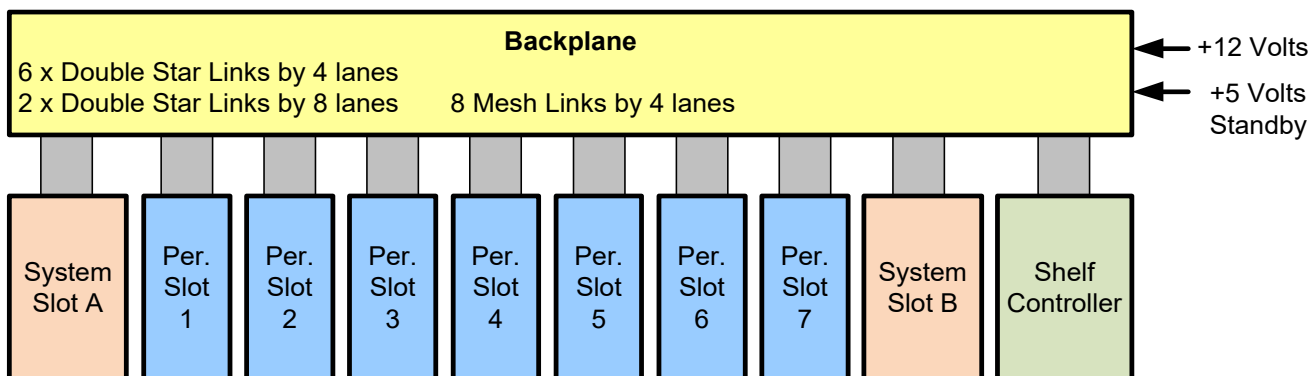 Backplane
6 x Double Star Links by 4 lanes
2 x Double Star Links by 8 lanes 8 Mesh Links by 4 lanes
+12 Volts
+5 Volts
Standby
System
Slot A
Per.
Slot
1
Per.
Slot
2
Per.
Slot
3
Per.
Slot
4
Per.
Slot
5
Per.
Slot
6
Per.
Slot
7
System
Slot B
Shelf
Controller